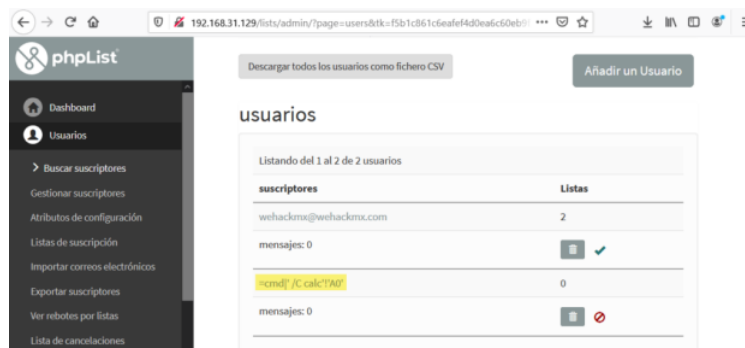 192.168.31.129/lists/admin/?page=users&tk=f5b1c861c6eafef4d0ea6c60eb9
phpList
Descargar todos los usuarios como fichero CSV
Añadir un Usuario
Dashboard
Usuarios
usuarios
Buscar suscriptores
Gestionar suscriptores
Atributos de configuración
Listas de suscripción
Importar correos electrónicos
Exportar suscriptores
Ver rebotes por listas
Lista de cancelaciones
Listando del 1 al 2 de 2 usuarios
suscriptores Listas
wehackmx@wehackmx.com 2
mensajes: 0
=cmd|' /C calc'!'A0' 0
mensajes: 0